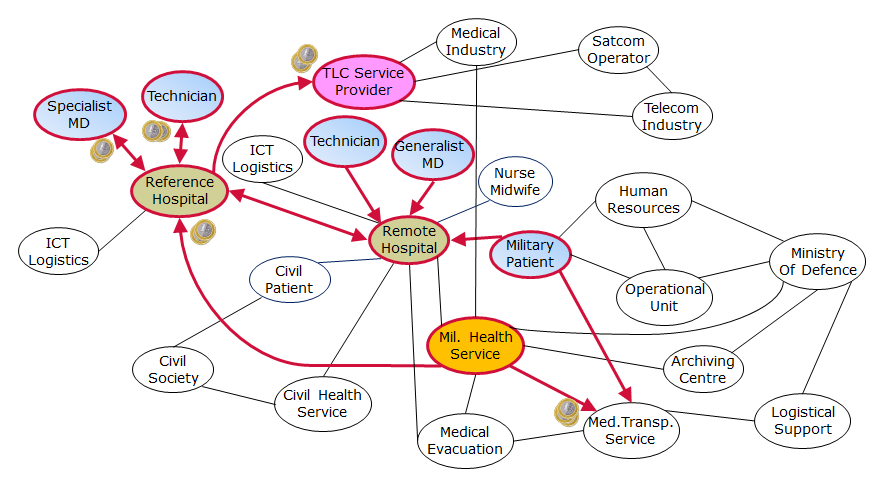 Medical
Industry
Satcom
Operator
TLC Service
Provider
Specialist
MD
Technician
Telecom
Industry
Technician
Generalist
MD
ICT
Logistics
Nurse
Midwife
Reference
Hospital
Human
Resources
Remote
Hospital
ICT
Logistics
Military
Patient
Ministry
Of Defence
Civil
Patient
Operational
Unit
Mil. Health
Service
Civil
Society
Archiving
Centre
Civil Health
Service
Logistical
Support
Medical
Evacuation
Med.Transp.
Service